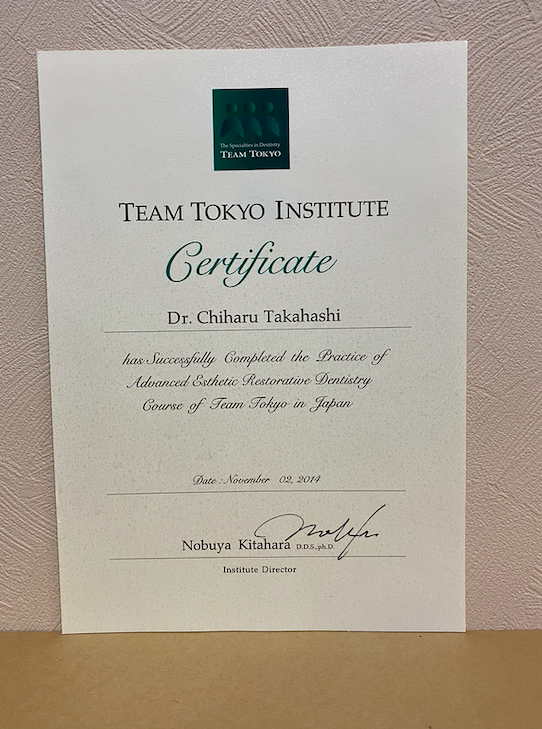 The Specialties in Dentistry
TEAM TOKYO
TEAM TOKYO INSTITUTE
Certificate
Dr. Chiharu Takahashi
has Successfully Completed the Practice of
Advanced Esthetic Restorative Dentistry
Course of Team Tokyo in Japan
Date : November 02, 2014
Nobuya Kitahara D.D.S.,ph.D.
Institute Director